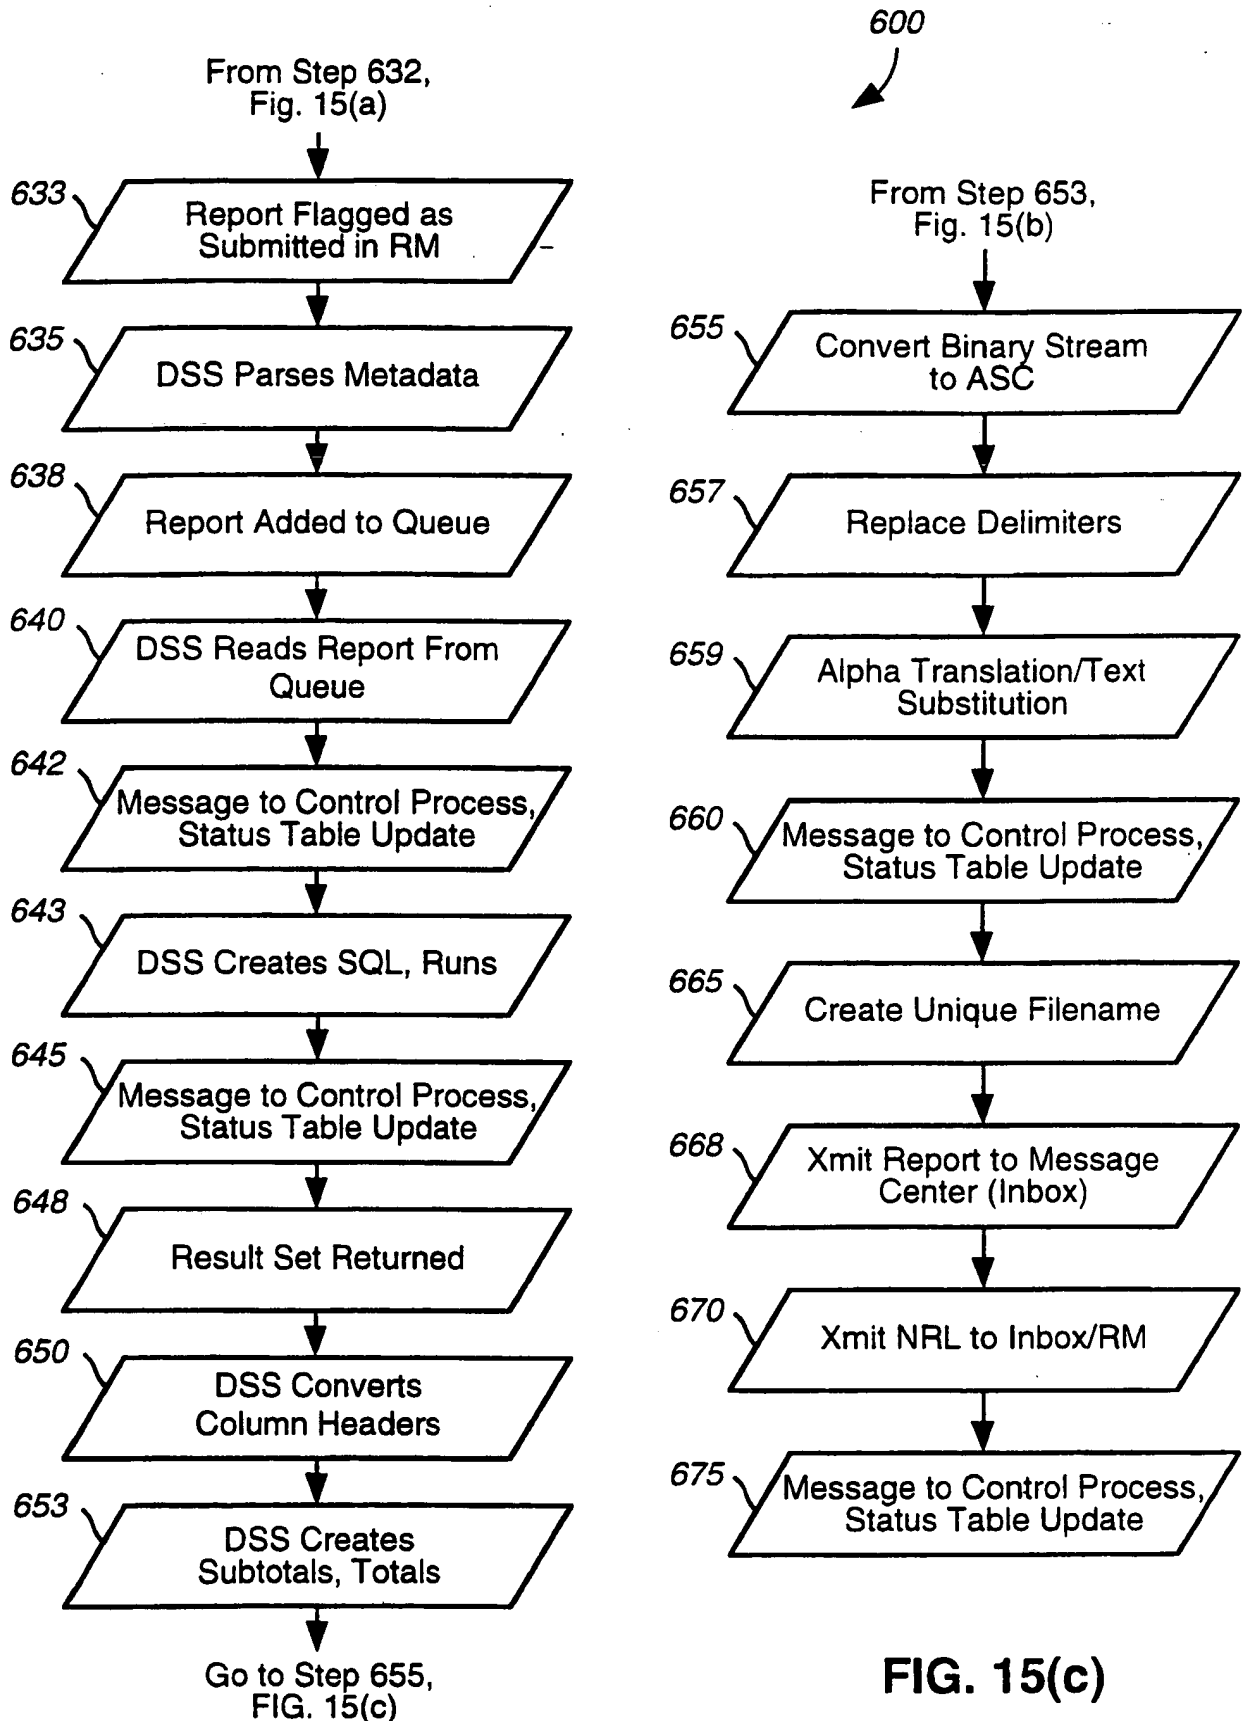 600
From Step 632,
Fig. 15(a)
633
Report Flagged as
Submitted in RM
635
DSS Parses Metadata
638
Report Added to Queue
640
DSS Reads Report From
Queue
642
Message to Control Process,
Status Table Update
643
DSS Creates SQL, Runs
645
Message to Control Process,
Status Table Update
648
Result Set Returned
650
DSS Converts
Column Headers
653
DSS Creates
Subtotals, Totals
Go to Step 655,
FIG. 15(c)
From Step 653,
Fig. 15(b)
655
Convert Binary Stream
to ASC
657
Replace Delimiters
659
Alpha Translation/Text
Substitution
660
Message to Control Process,
Status Table Update
665
Create Unique Filename
668
Xmit Report to Message
Center (Inbox)
670
Xmit NRL to Inbox/RM
675
Message to Control Process,
Status Table Update
FIG. 15(c)